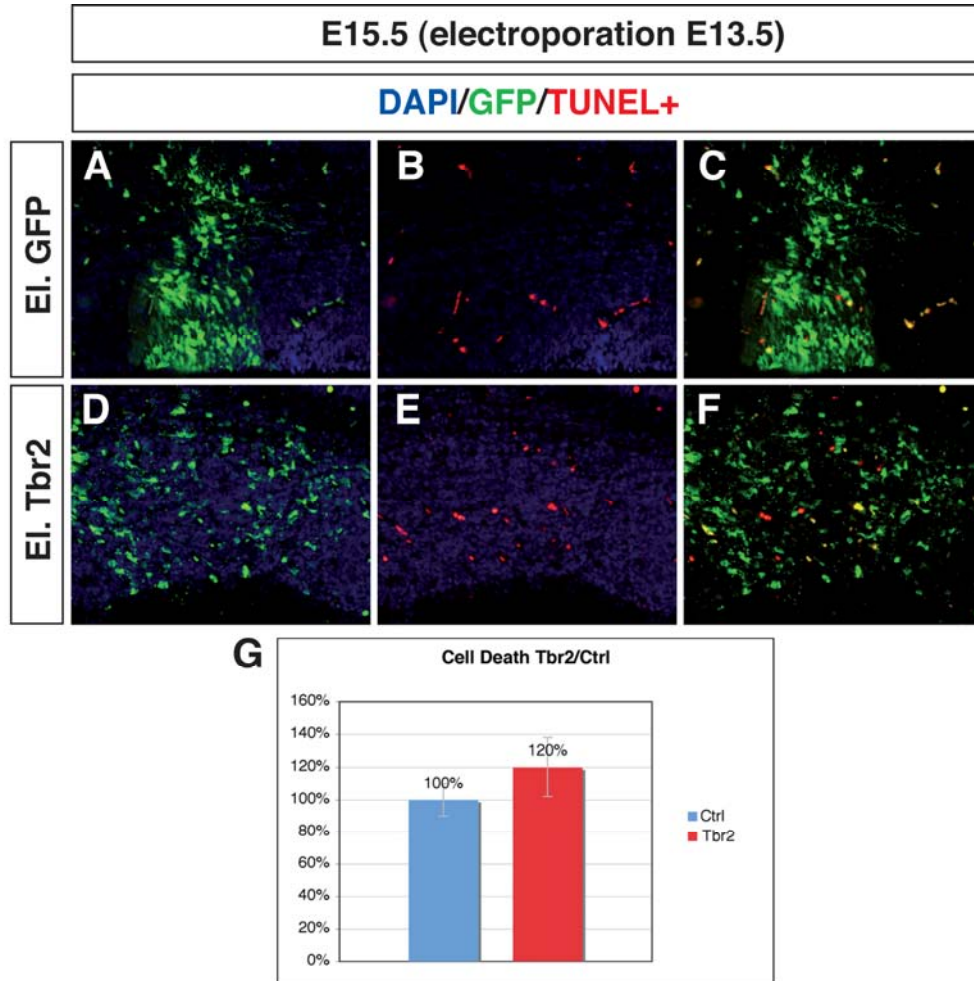 E15.5 (electroporation E13.5)
DAPI/GFP/TUNEL+
El. GFP
A
B
C
El. Tbr2
D
E
F
G
Cell Death Tbr2/Ctrl
160%
140%
120%
100%
80%
60%
40%
20%
0%
100%
120%
Ctrl
Tbr2